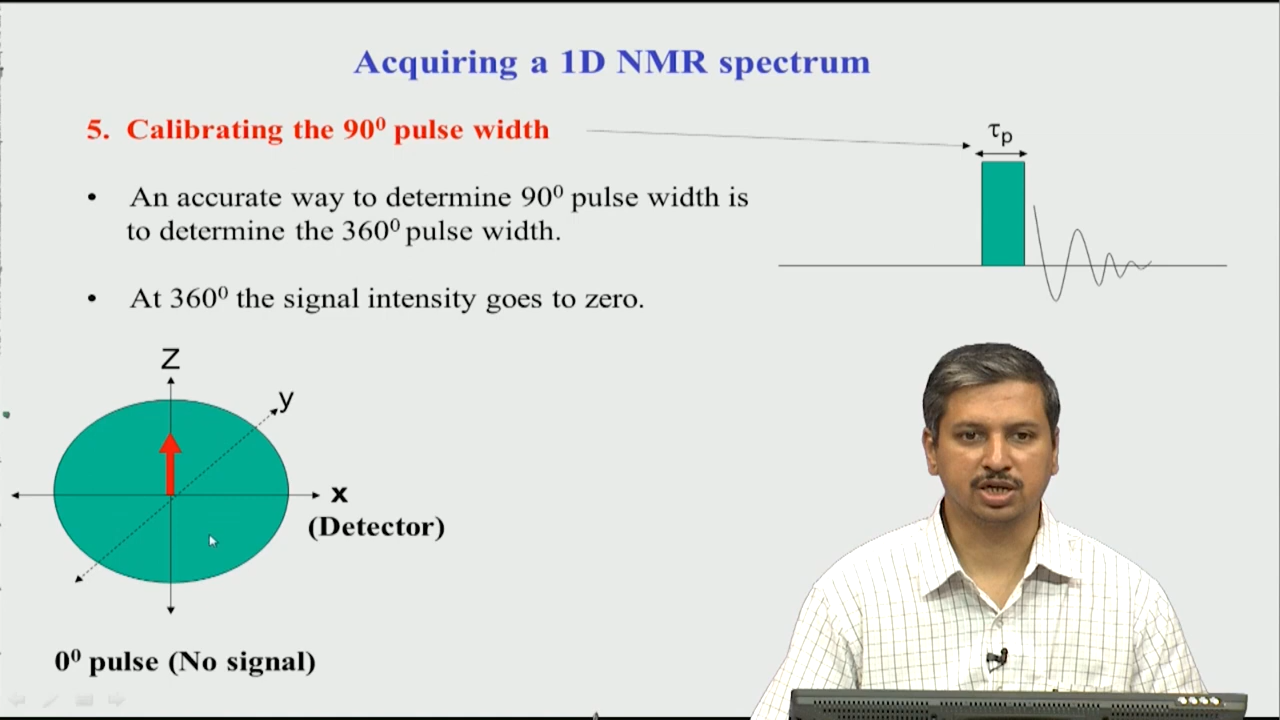 Acquiring a 1D NMR spectrum
5. Calibrating the 90⁰ pulse width
τp
• An accurate way to determine 90⁰ pulse width is
to determine the 360⁰ pulse width.
• At 360⁰ the signal intensity goes to zero.
Z
y
x
(Detector)
0⁰ pulse (No signal)